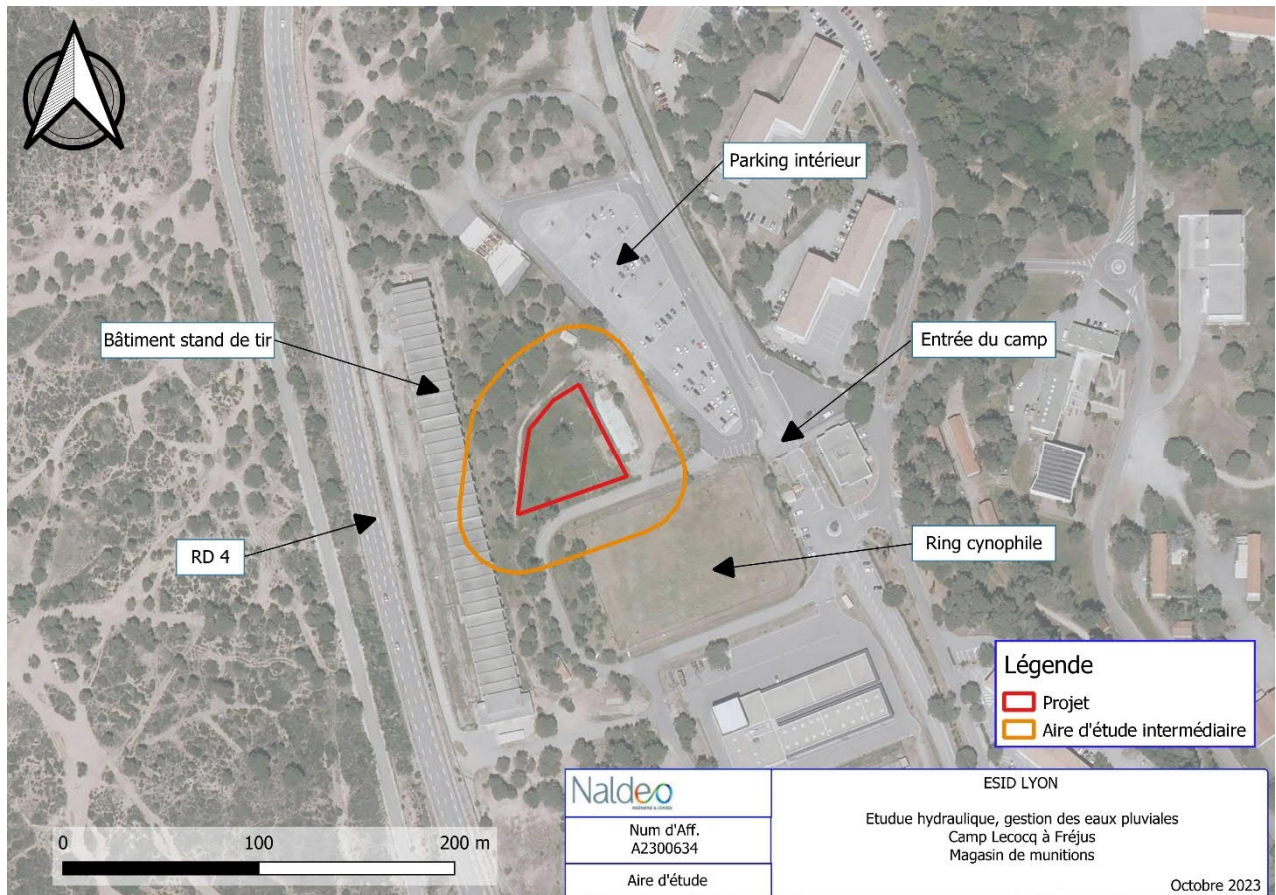 Parking intérieur
Bâtiment stand de tir
Entrée du camp
RD 4
Ring cynophile
Légende
Projet
Aire d'étude intermédiaire
0 100 200 m
Naldeo
INGÉNIERIE & CONSEIL
Num d'Aff.
A2300634
Aire d'étude
ESID LYON
Etudue hydraulique, gestion des eaux pluviales
Camp Lecocq à Fréjus
Magasin de munitions
Octobre 2023